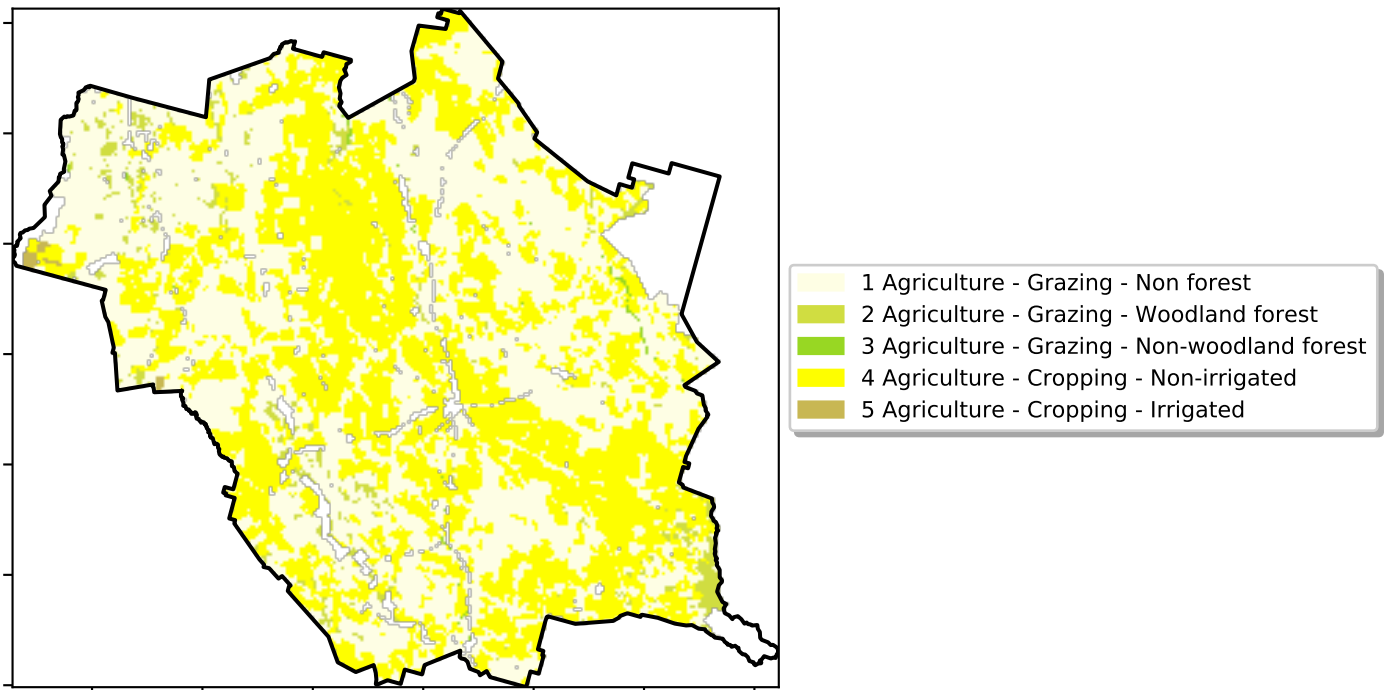 1 Agriculture - Grazing - Non forest
2 Agriculture - Grazing - Woodland forest
3 Agriculture - Grazing - Non-woodland forest
4 Agriculture - Cropping - Non-irrigated
5 Agriculture - Cropping - Irrigated